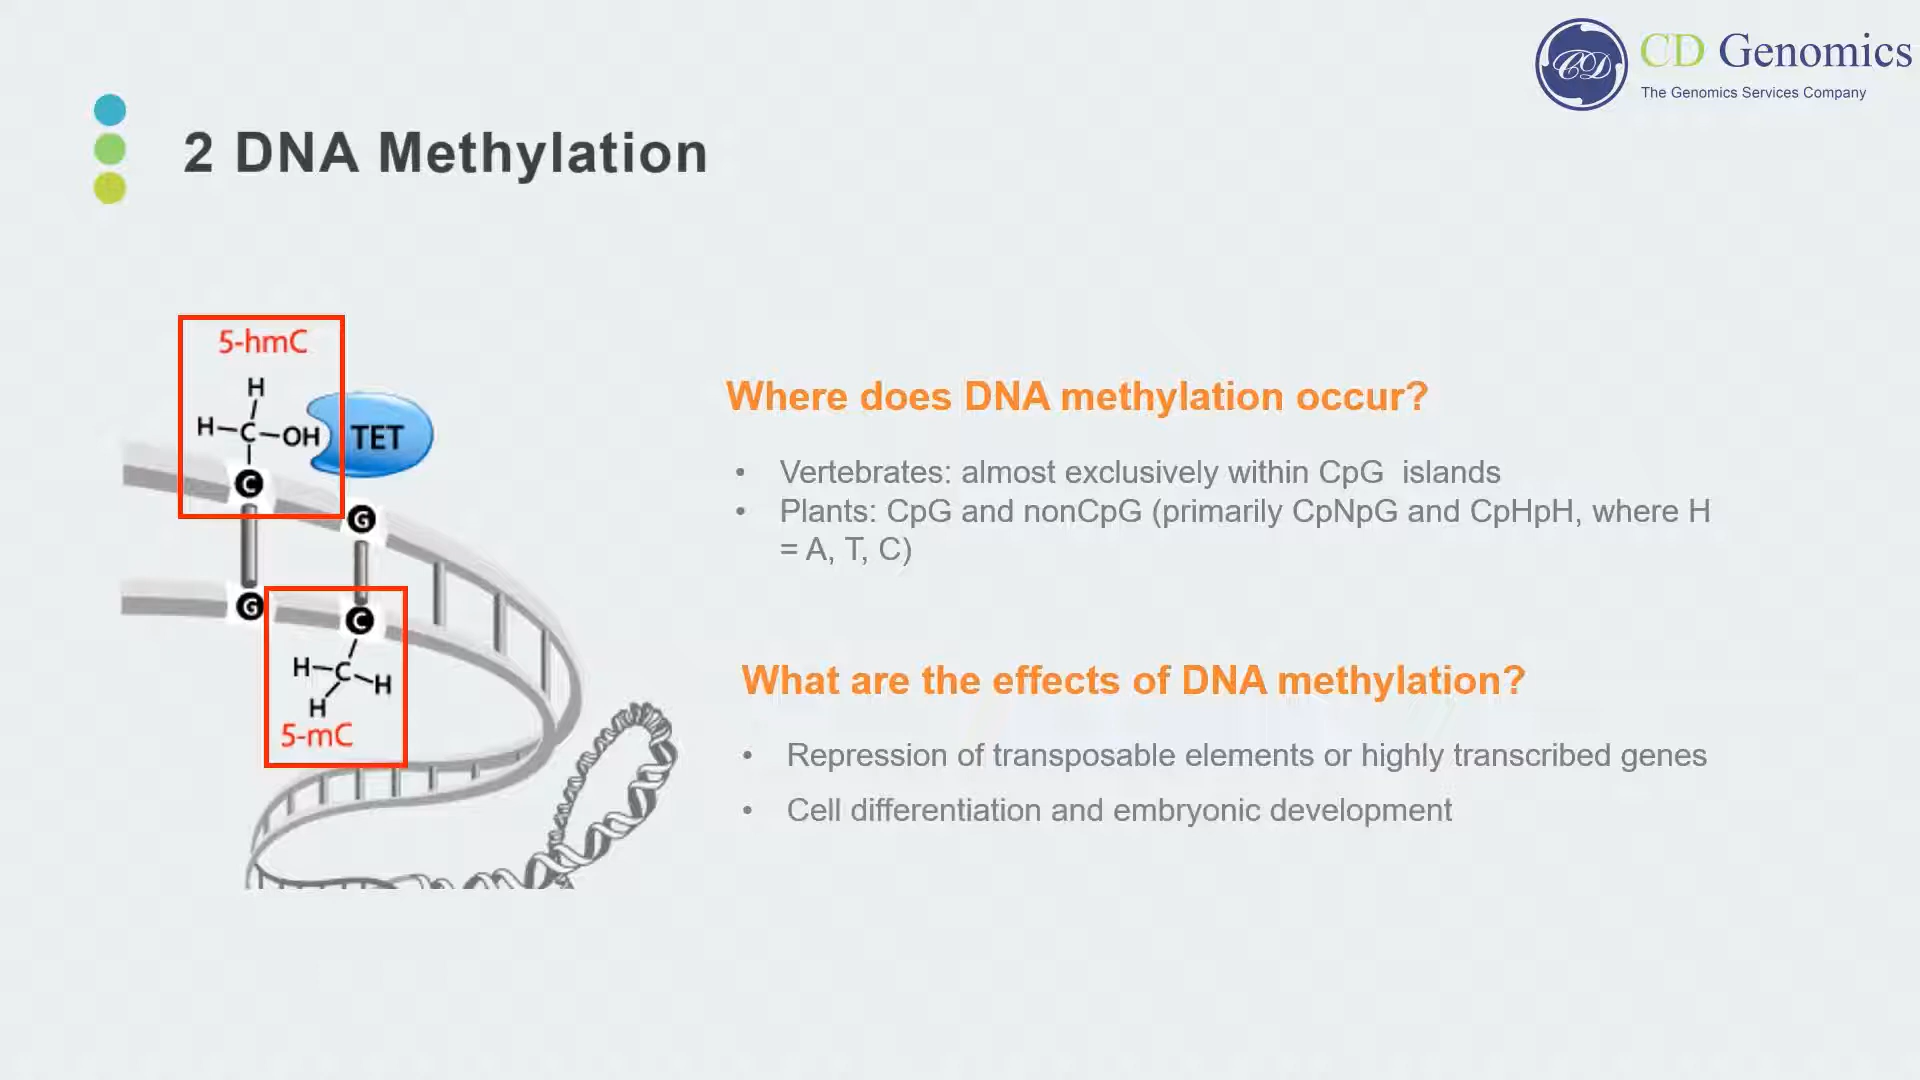 CD Genomics
The Genomics Services Company
2 DNA Methylation
5-hmC
H
H C OH
TET
C
G
G
C
H C H
H
5-mC
Where does DNA methylation occur?
• Vertebrates: almost exclusively within CpG islands
• Plants: CpG and nonCpG (primarily CpNpG and CpHpH, where H
= A, T, C)
What are the effects of DNA methylation?
• Repression of transposable elements or highly transcribed genes
• Cell differentiation and embryonic development